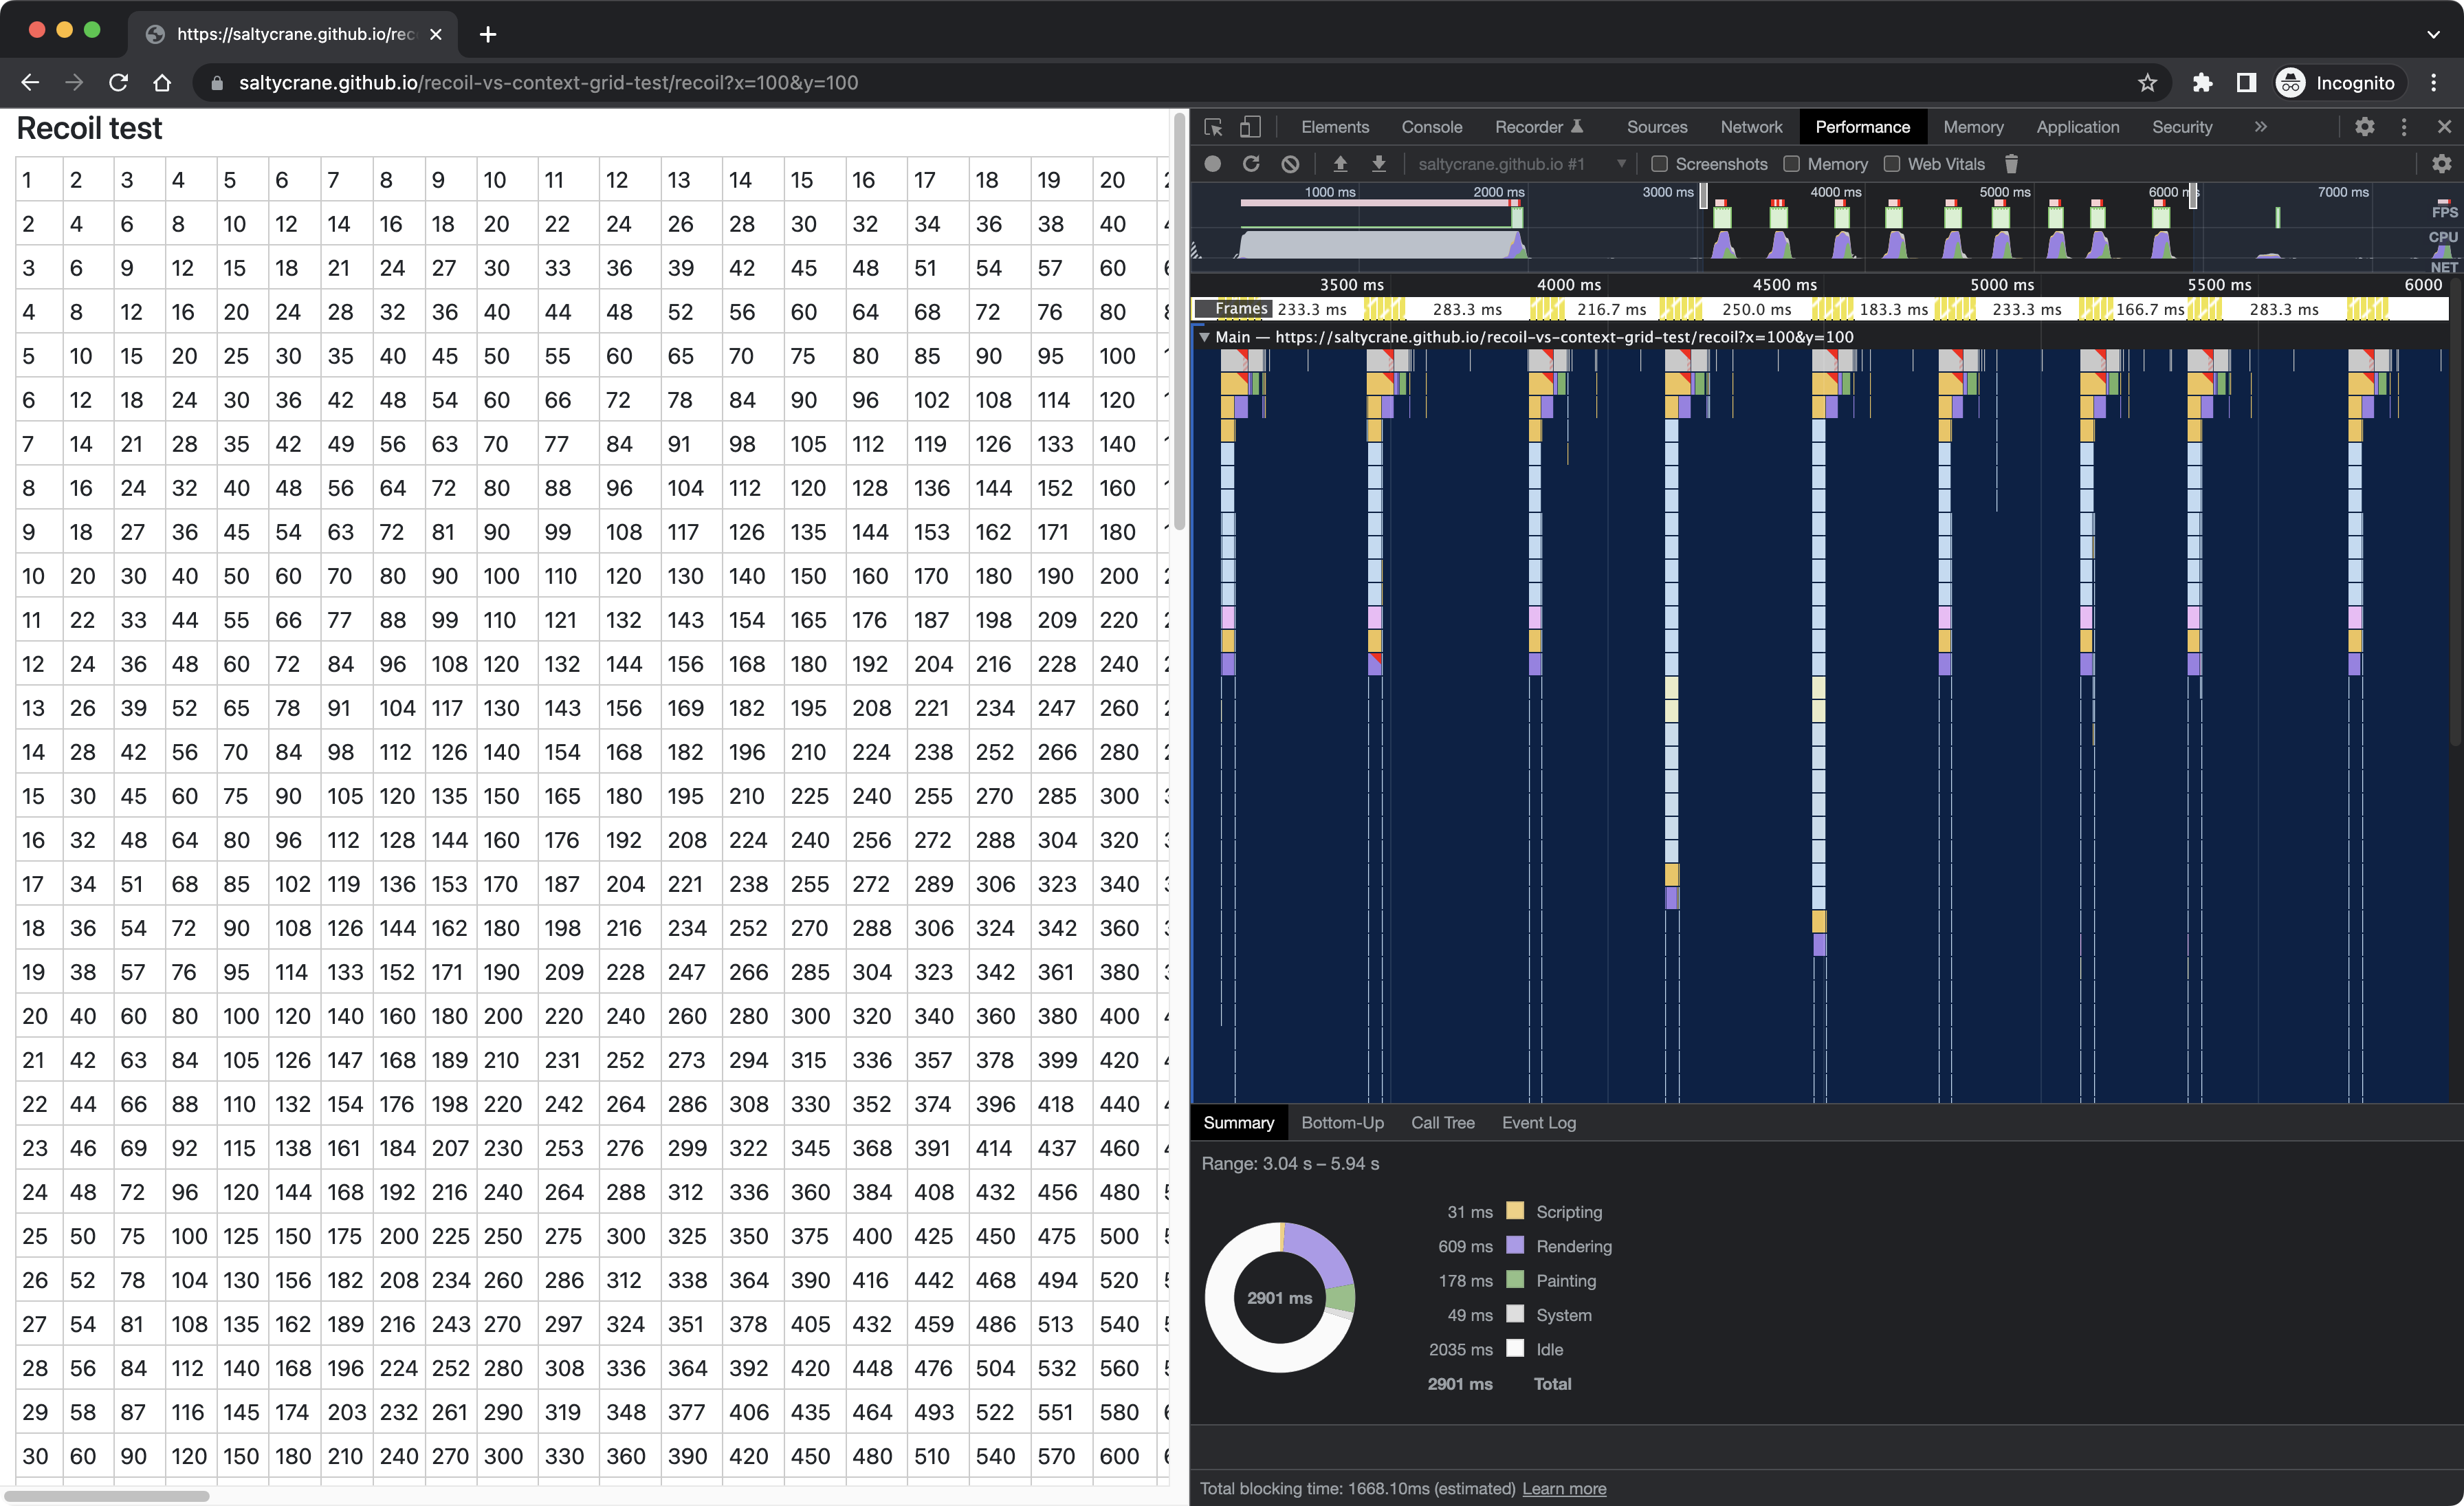 https://saltycrane.github.io/rec
saltycrane.github.io/recoil-vs-context-grid-test/recoil?x=100&y=100
Incognito
Recoil test
1 2 3 4 5 6 7 8 9 10 11 12 13 14 15 16 17 18 19 20
2 4 6 8 10 12 14 16 18 20 22 24 26 28 30 32 34 36 38 40
3 6 9 12 15 18 21 24 27 30 33 36 39 42 45 48 51 54 57 60
4 8 12 16 20 24 28 32 36 40 44 48 52 56 60 64 68 72 76 80
5 10 15 20 25 30 35 40 45 50 55 60 65 70 75 80 85 90 95 100
6 12 18 24 30 36 42 48 54 60 66 72 78 84 90 96 102 108 114 120
7 14 21 28 35 42 49 56 63 70 77 84 91 98 105 112 119 126 133 140
8 16 24 32 40 48 56 64 72 80 88 96 104 112 120 128 136 144 152 160
9 18 27 36 45 54 63 72 81 90 99 108 117 126 135 144 153 162 171 180
10 20 30 40 50 60 70 80 90 100 110 120 130 140 150 160 170 180 190 200
11 22 33 44 55 66 77 88 99 110 121 132 143 154 165 176 187 198 209 220
12 24 36 48 60 72 84 96 108 120 132 144 156 168 180 192 204 216 228 240
13 26 39 52 65 78 91 104 117 130 143 156 169 182 195 208 221 234 247 260
14 28 42 56 70 84 98 112 126 140 154 168 182 196 210 224 238 252 266 280
15 30 45 60 75 90 105 120 135 150 165 180 195 210 225 240 255 270 285 300
16 32 48 64 80 96 112 128 144 160 176 192 208 224 240 256 272 288 304 320
17 34 51 68 85 102 119 136 153 170 187 204 221 238 255 272 289 306 323 340
18 36 54 72 90 108 126 144 162 180 198 216 234 252 270 288 306 324 342 360
19 38 57 76 95 114 133 152 171 190 209 228 247 266 285 304 323 342 361 380
20 40 60 80 100 120 140 160 180 200 220 240 260 280 300 320 340 360 380 400
21 42 63 84 105 126 147 168 189 210 231 252 273 294 315 336 357 378 399 420
22 44 66 88 110 132 154 176 198 220 242 264 286 308 330 352 374 396 418 440
23 46 69 92 115 138 161 184 207 230 253 276 299 322 345 368 391 414 437 460
24 48 72 96 120 144 168 192 216 240 264 288 312 336 360 384 408 432 456 480
25 50 75 100 125 150 175 200 225 250 275 300 325 350 375 400 425 450 475 500
26 52 78 104 130 156 182 208 234 260 286 312 338 364 390 416 442 468 494 520
27 54 81 108 135 162 189 216 243 270 297 324 351 378 405 432 459 486 513 540
28 56 84 112 140 168 196 224 252 280 308 336 364 392 420 448 476 504 532 560
29 58 87 116 145 174 203 232 261 290 319 348 377 406 435 464 493 522 551 580
30 60 90 120 150 180 210 240 270 300 330 360 390 420 450 480 510 540 570 600
Elements Console Recorder Sources Network Performance Memory Application Security
saltycrane.github.io #1 Screenshots Memory Web Vitals
1000 ms 2000 ms 3000 ms 4000 ms 5000 ms 6000 ms 7000 ms
FPS
CPU
NET
3500 ms 4000 ms 4500 ms 5000 ms 5500 ms 6000
Frames 233.3 ms 283.3 ms 216.7 ms 250.0 ms 183.3 ms 233.3 ms 166.7 ms 283.3 ms
Main — https://saltycrane.github.io/recoil-vs-context-grid-test/recoil?x=100&y=100
Summary Bottom-Up Call Tree Event Log
Range: 3.04 s – 5.94 s
2901 ms
31 ms Scripting
609 ms Rendering
178 ms Painting
49 ms System
2035 ms Idle
2901 ms Total
Total blocking time: 1668.10ms (estimated) Learn more